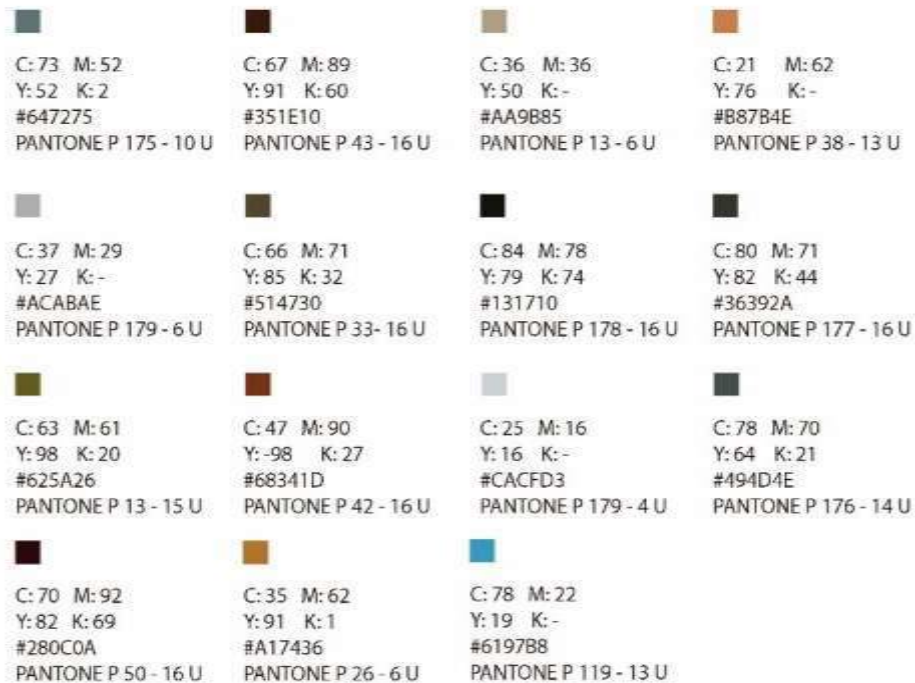 C: 73 M: 52
Y: 52 K: 2
#647275
PANTONE P 175 - 10 U
C: 67 M: 89
Y: 91 K: 60
#351E10
PANTONE P 43 - 16 U
C: 36 M: 36
Y: 50 K: -
#AA9B85
PANTONE P 13 - 6 U
C: 21 M: 62
Y: 76 K: -
#B87B4E
PANTONE P 38 - 13 U
C: 37 M: 29
Y: 27 K: -
#ACABAE
PANTONE P 179 - 6 U
C: 66 M: 71
Y: 85 K: 32
#514730
PANTONE P 33- 16 U
C: 84 M: 78
Y: 79 K: 74
#131710
PANTONE P 178 - 16 U
C: 80 M: 71
Y: 82 K: 44
#36392A
PANTONE P 177 - 16 U
C: 63 M: 61
Y: 98 K: 20
#625A26
PANTONE P 13 - 15 U
C: 47 M: 90
Y: -98 K: 27
#68341D
PANTONE P 42 - 16 U
C: 25 M: 16
Y: 16 K: -
#CACFD3
PANTONE P 179 - 4 U
C: 78 M: 70
Y: 64 K: 21
#494D4E
PANTONE P 176 - 14 U
C: 70 M: 92
Y: 82 K: 69
#280C0A
PANTONE P 50 - 16 U
C: 35 M: 62
Y: 91 K: 1
#A17436
PANTONE P 26 - 6 U
C: 78 M: 22
Y: 19 K: -
#6197B8
PANTONE P 119 - 13 U